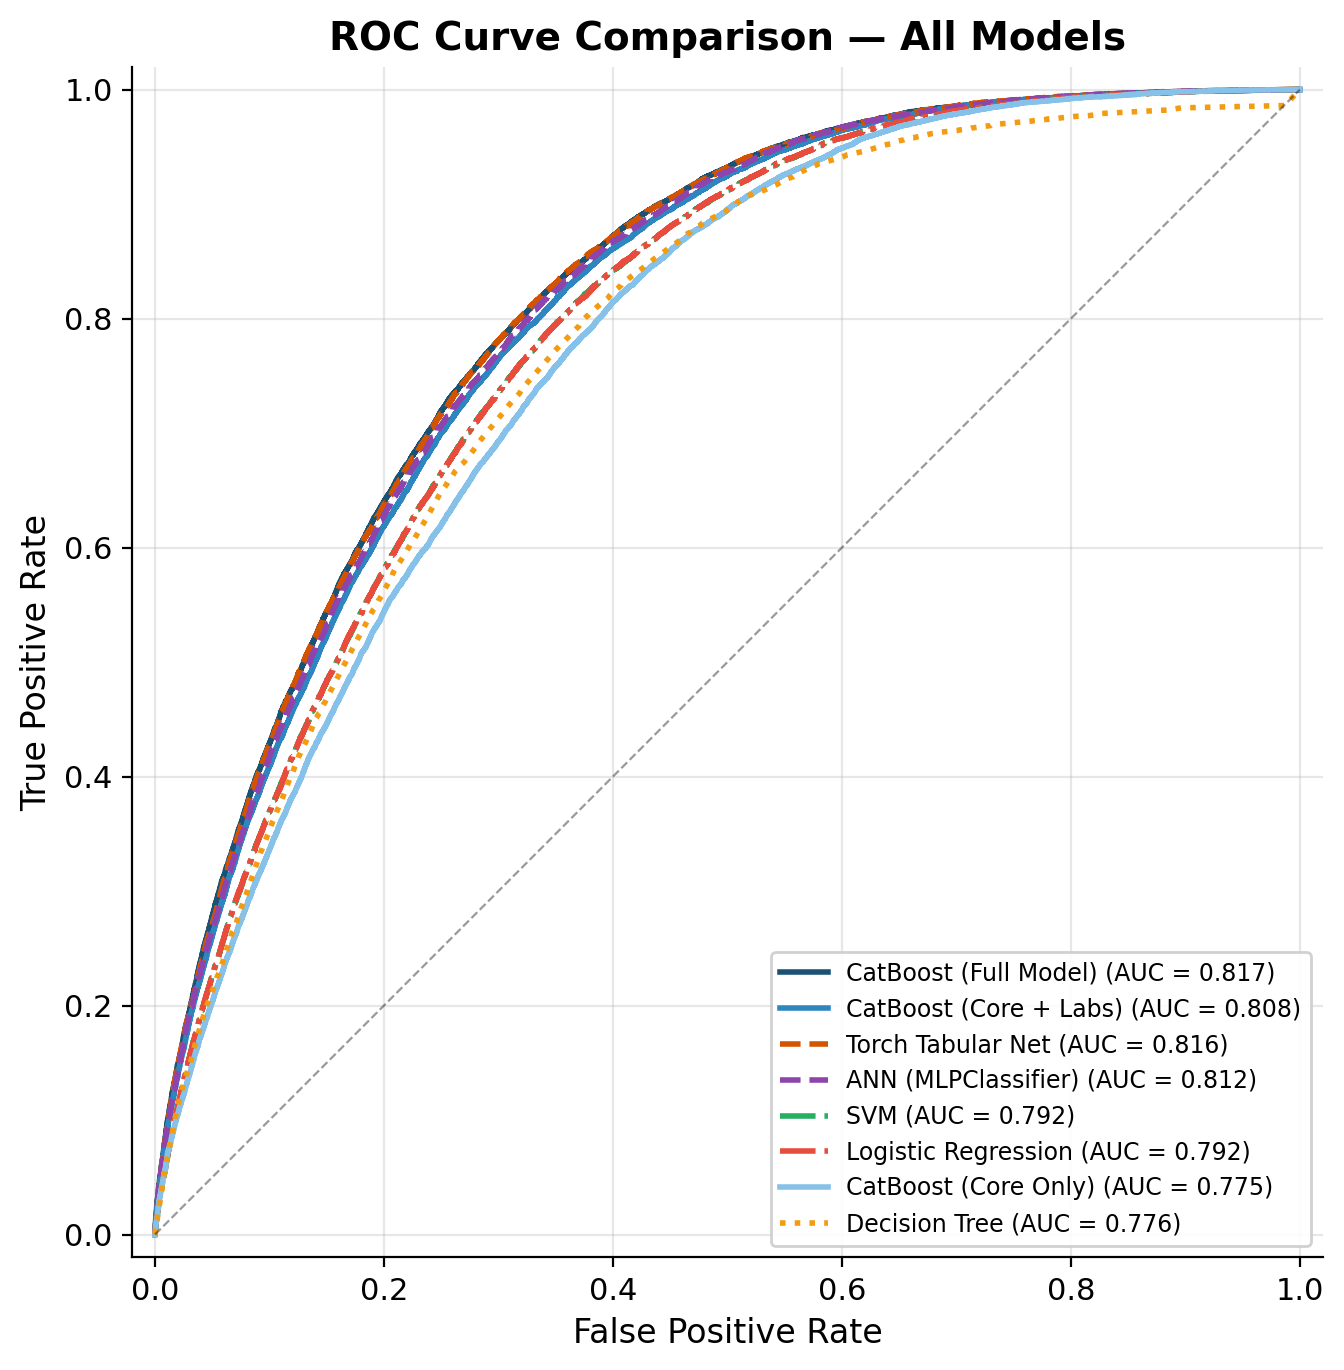 ROC Curve Comparison — All Models
1.0
0.8
0.6
0.4
0.2
0.0
True Positive Rate
CatBoost (Full Model) (AUC = 0.817)
CatBoost (Core + Labs) (AUC = 0.808)
Torch Tabular Net (AUC = 0.816)
ANN (MLPClassifier) (AUC = 0.812)
SVM (AUC = 0.792)
Logistic Regression (AUC = 0.792)
CatBoost (Core Only) (AUC = 0.775)
Decision Tree (AUC = 0.776)
0.0 0.2 0.4 0.6 0.8 1.0
False Positive Rate